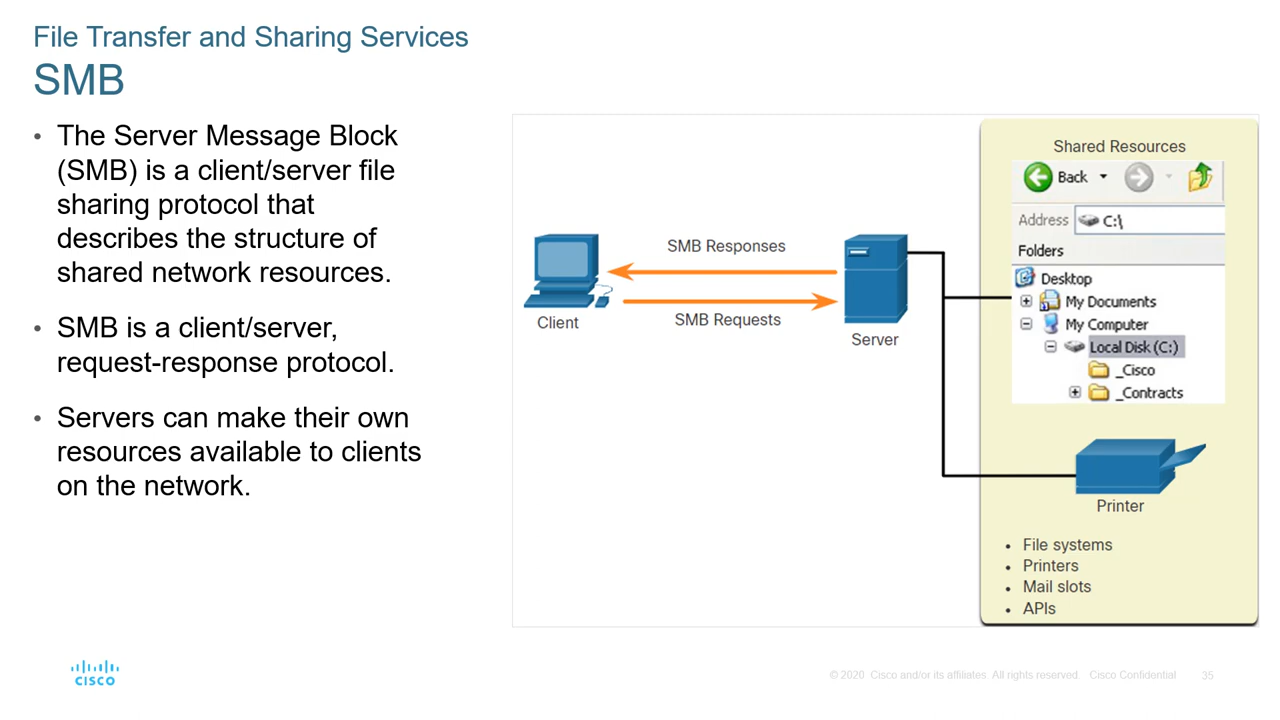 File Transfer and Sharing Services
SMB
• The Server Message Block
(SMB) is a client/server file
sharing protocol that
describes the structure of
shared network resources.
• SMB is a client/server,
request-response protocol.
• Servers can make their own
resources available to clients
on the network.
SMB Responses
SMB Requests
Client
Server
Shared Resources
Back
Address C:\
Folders
Desktop
My Documents
My Computer
Local Disk (C:)
_Cisco
_Contracts
Printer
• File systems
• Printers
• Mail slots
• APIs
CISCO
© 2020 Cisco and/or its affiliates. All rights reserved. Cisco Confidential
35